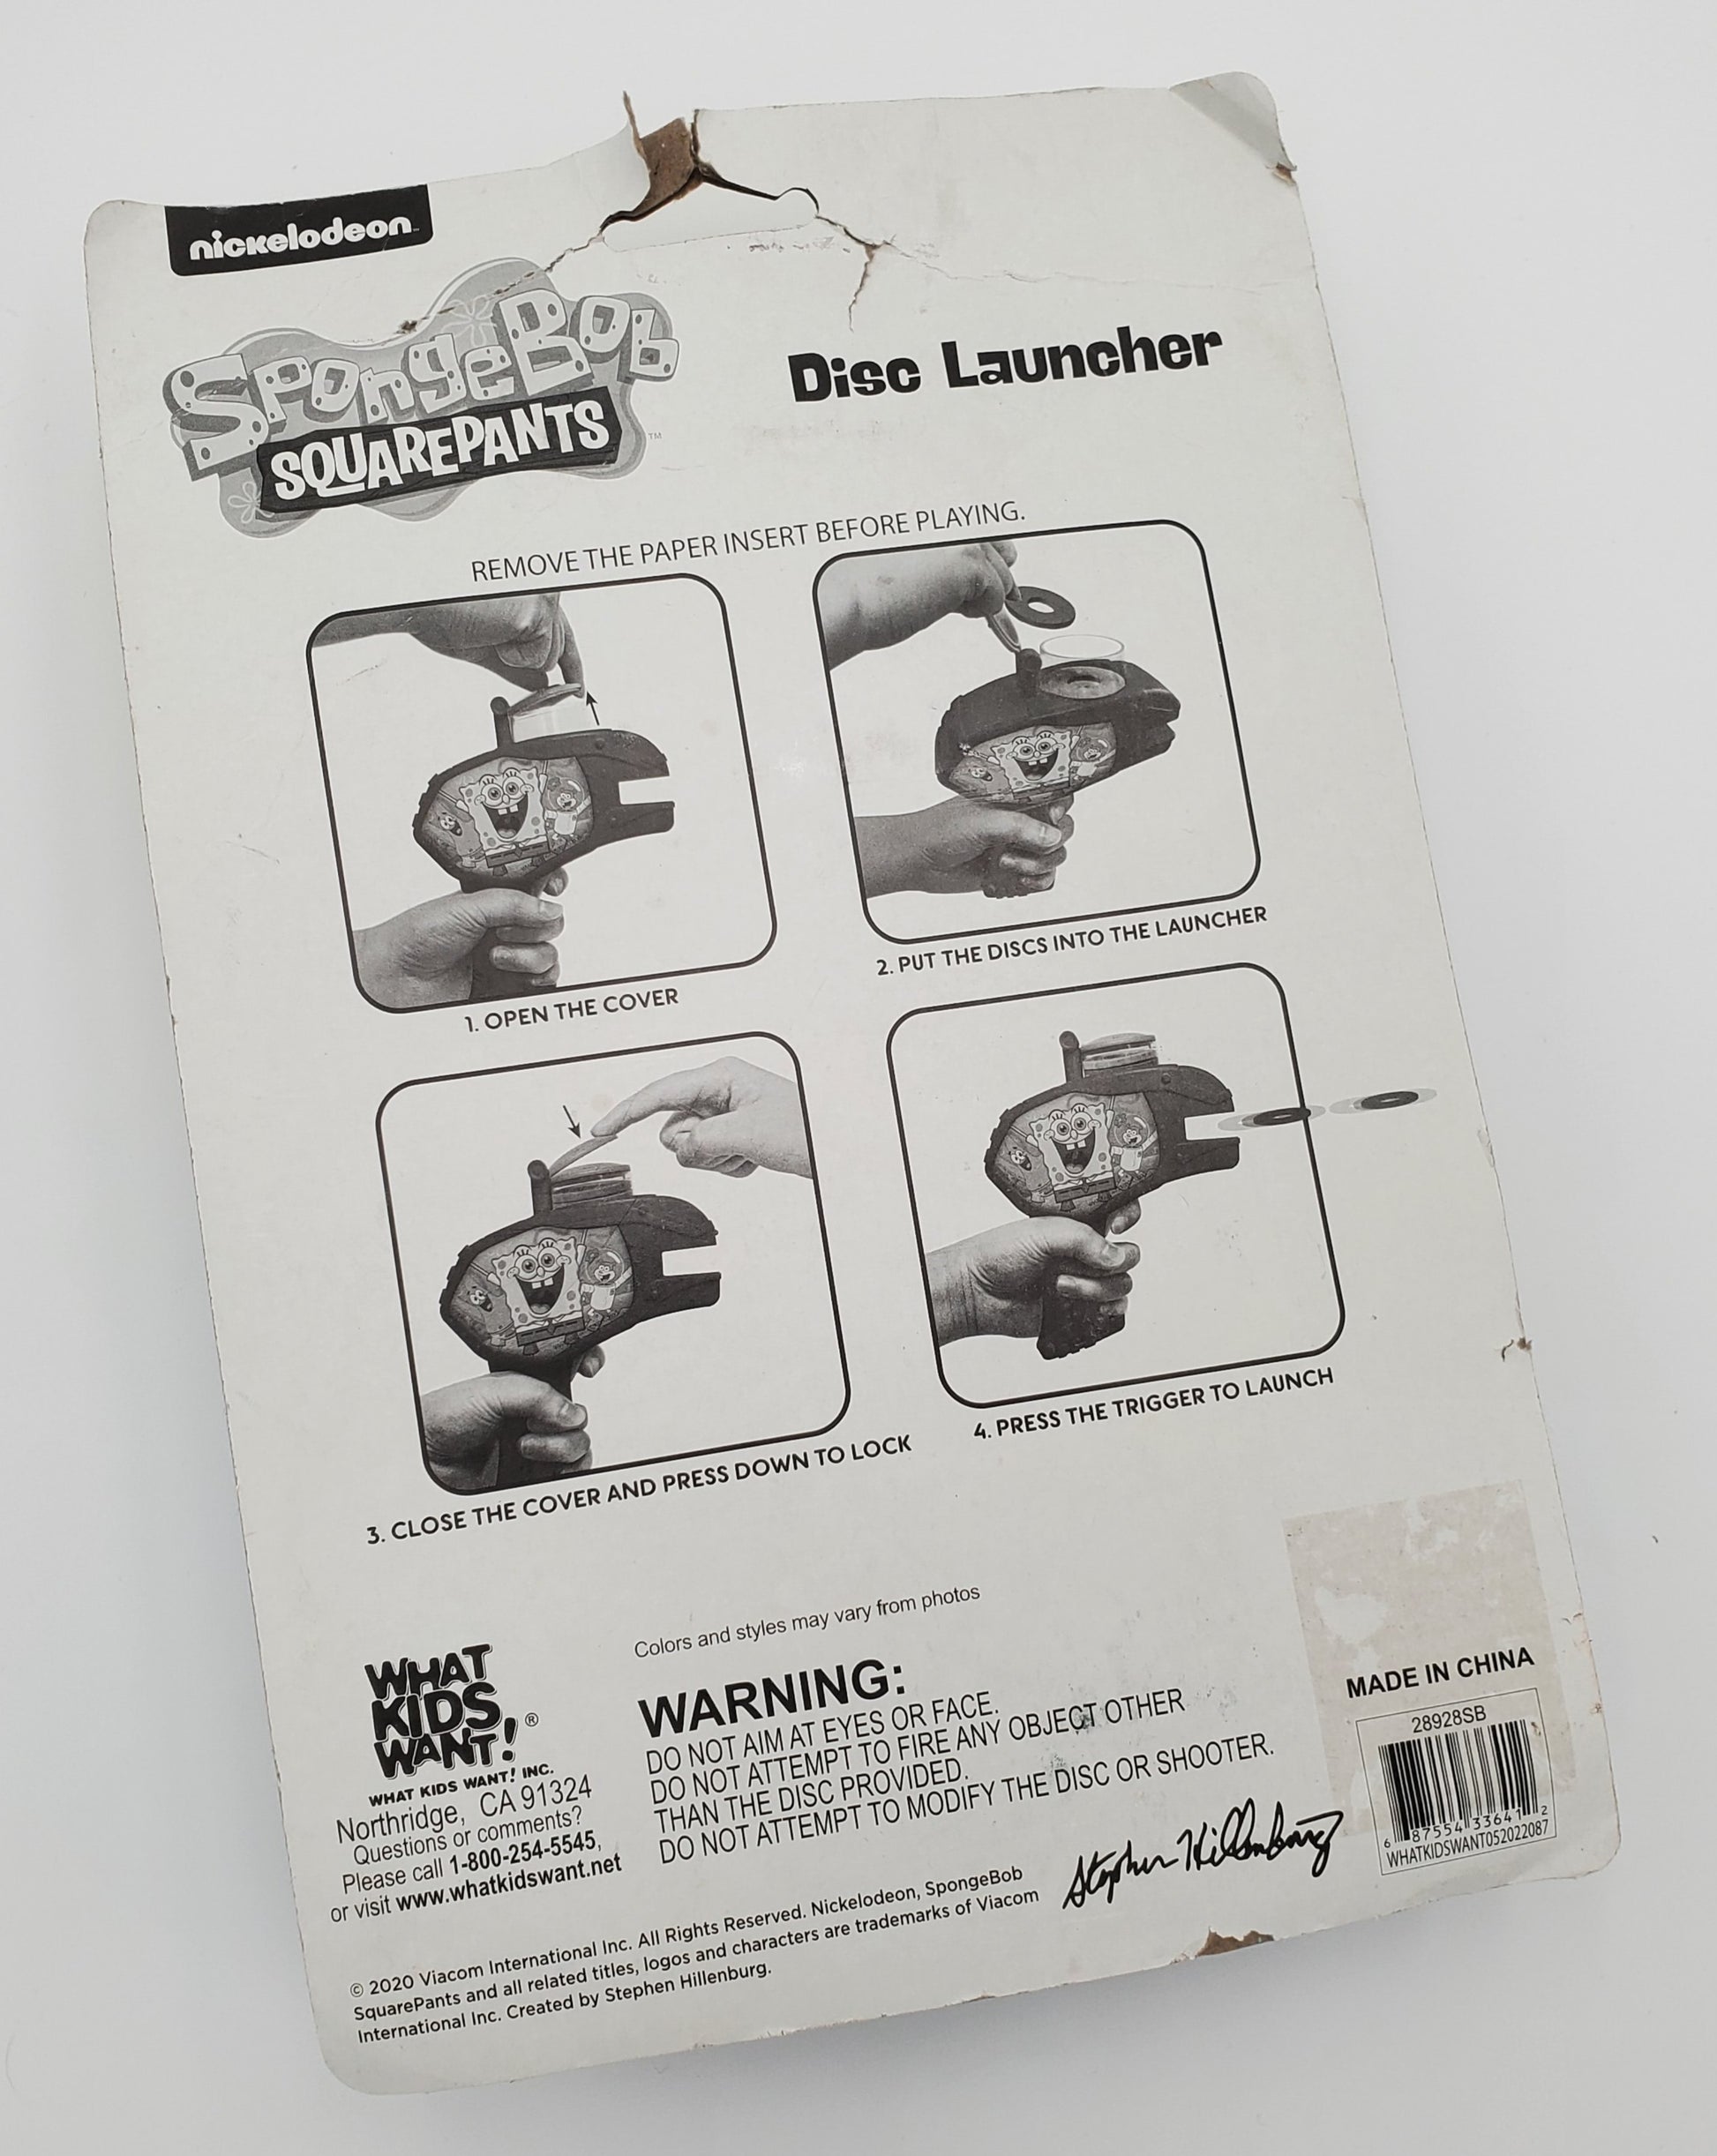 nickelodeon™
SpongeBob
SQUAREPANTS™
Disc Launcher
REMOVE THE PAPER INSERT BEFORE PLAYING.
1. OPEN THE COVER
2. PUT THE DISCS INTO THE LAUNCHER
3. CLOSE THE COVER AND PRESS DOWN TO LOCK
4. PRESS THE TRIGGER TO LAUNCH
WHAT
KIDS
WANT!®
WHAT KIDS WANT! INC.
Northridge, CA 91324
Questions or comments?
Please call 1-800-254-5545,
or visit www.whatkidswant.net
Colors and styles may vary from photos
WARNING:
DO NOT AIM AT EYES OR FACE.
DO NOT ATTEMPT TO FIRE ANY OBJECT OTHER
THAN THE DISC PROVIDED.
DO NOT ATTEMPT TO MODIFY THE DISC OR SHOOTER.
Stephen Hillenburg
MADE IN CHINA
28928SB
6 87554 33641 2
WHATKIDSWANT052022087
© 2020 Viacom International Inc. All Rights Reserved. Nickelodeon, SpongeBob
SquarePants and all related titles, logos and characters are trademarks of Viacom
International Inc. Created by Stephen Hillenburg.